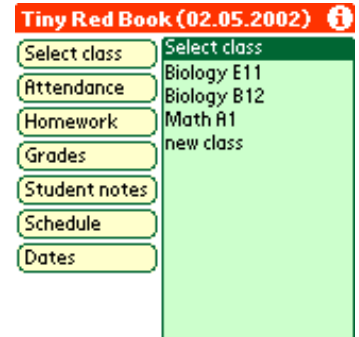 Tiny Red Book (02.05.2002) i
Select class
Attendance
Homework
Grades
Student notes
Schedule
Dates
Select class
Biology E11
Biology B12
Math A1
new class